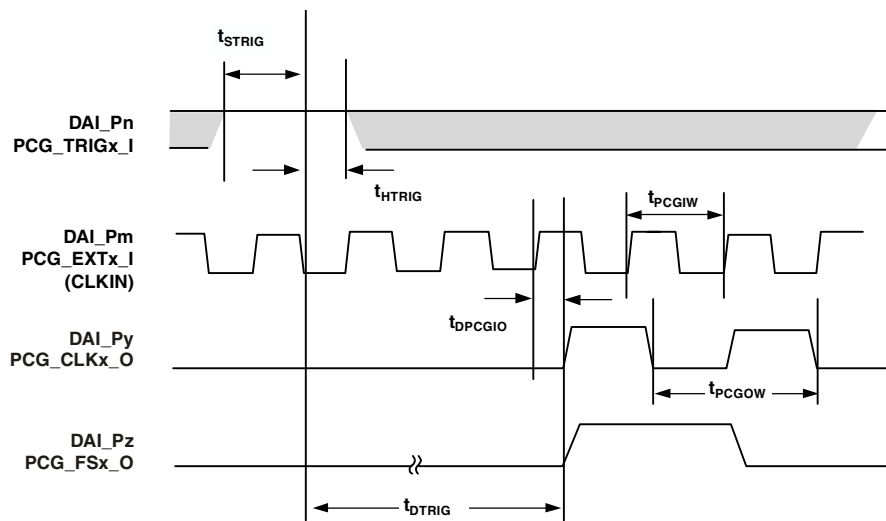 tSTRIG
DAI_Pn
PCG_TRIGx_I
tHTRIG
tPCGIW
DAI_Pm
PCG_EXTx_I
(CLKIN)
tDPCGIO
DAI_Py
PCG_CLKx_O
tPCGOW
DAI_Pz
PCG_FSx_O
tDTRIG